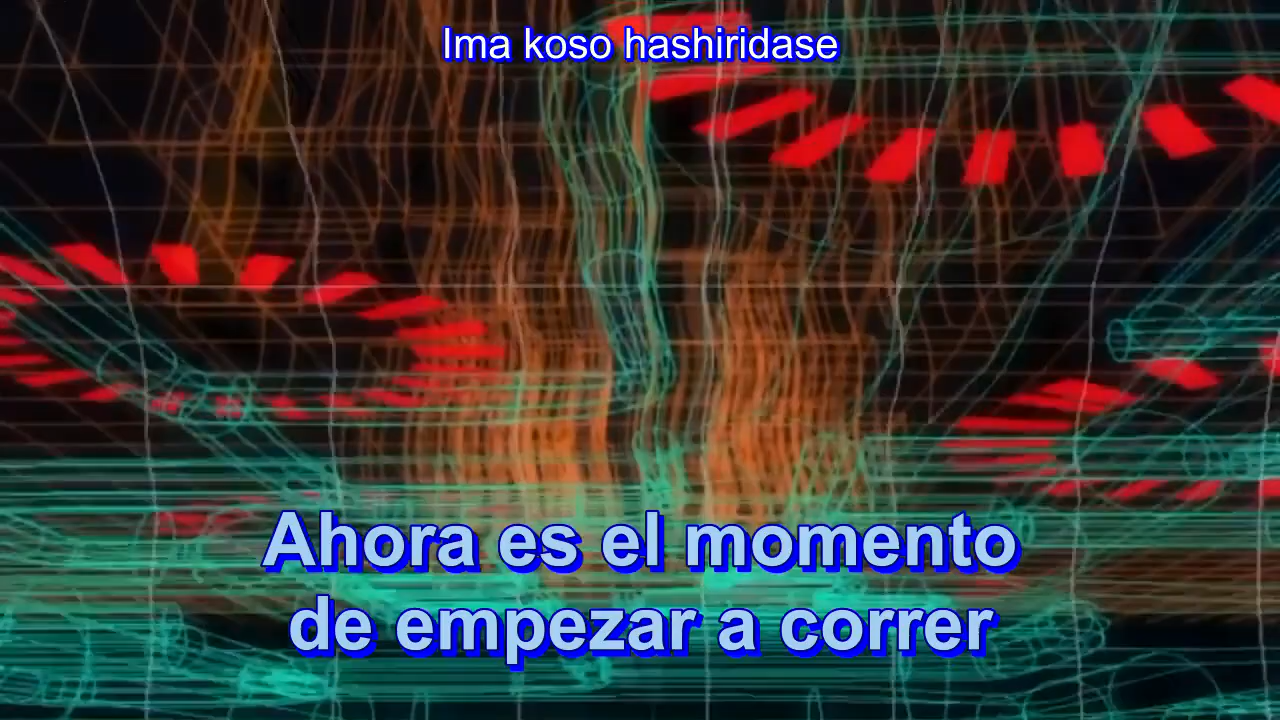 Ima koso hashiridase
Ahora es el momento
de empezar a correr